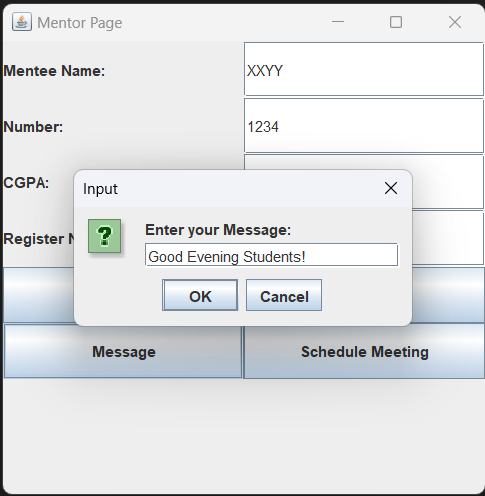 Mentor Page
Mentee Name:
XXYY
Number:
1234
CGPA:
Input
Register N
?
Enter your Message:
Good Evening Students!
OK
Cancel
Message
Schedule Meeting